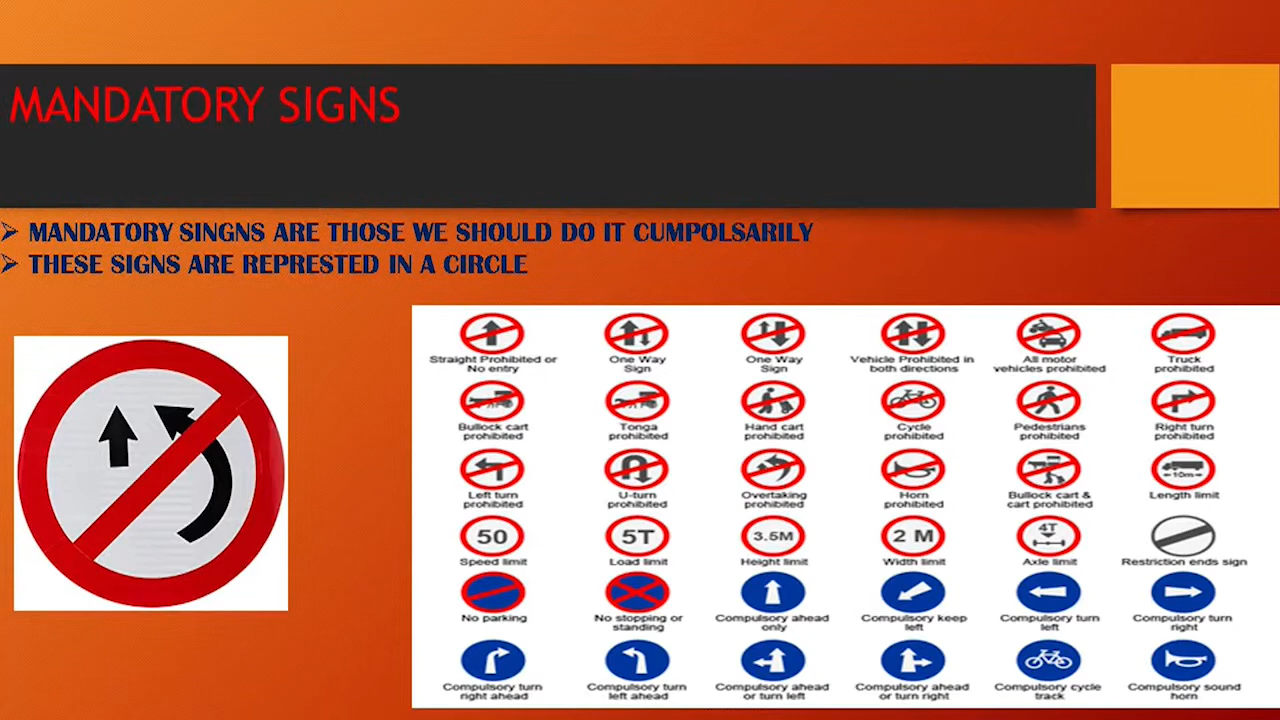 MANDATORY SIGNS
➢ MANDATORY SINGNS ARE THOSE WE SHOULD DO IT CUMPOLSARILY
➢ THESE SIGNS ARE REPRESTED IN A CIRCLE
Straight Prohibited or
No entry
One Way
Sign
One Way
Sign
Vehicle Prohibited in
both directions
All motor
vehicles prohibited
Truck
prohibited
Bullock cart
prohibited
Tonga
prohibited
Hand cart
prohibited
Cycle
prohibited
Pedestrians
prohibited
Right turn
prohibited
Left turn
prohibited
U-turn
prohibited
Overtaking
prohibited
Horn
prohibited
Bullock cart &
cart prohibited
10m
Length limit
50
Speed limit
5T
Load limit
3.5M
Height limit
2 M
Width limit
4T
Axle limit
Restriction ends sign
No parking
No stopping or
standing
Compulsory ahead
only
Compulsory keep
left
Compulsory turn
left
Compulsory turn
right
Compulsory turn
right ahead
Compulsory turn
left ahead
Compulsory ahead
or turn left
Compulsory ahead
or turn right
Compulsory cycle
track
Compulsory sound
horn